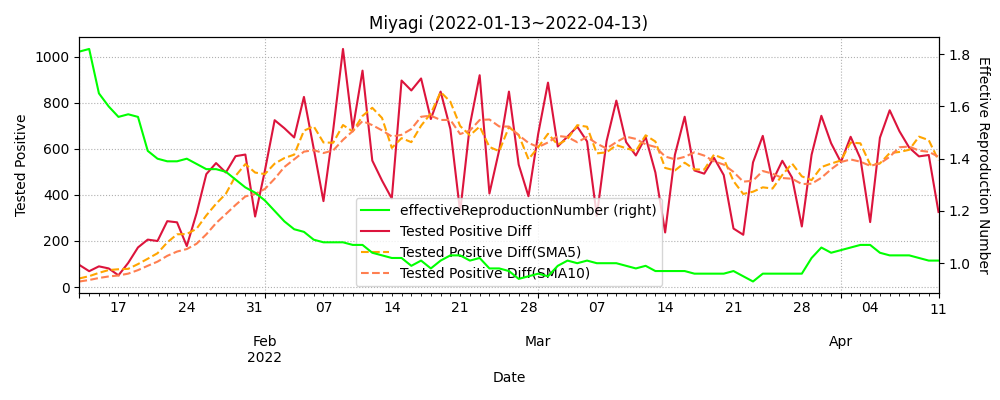 Miyagi (2022-01-13~2022-04-13)
Tested Positive
1000
800
600
400
200
0
1.8
1.6
1.4
1.2
1.0
Effective Reproduction Number
effectiveReproductionNumber (right)
Tested Positive Diff
Tested Positive Diff(SMA5)
Tested Positive Diff(SMA10)
17 24 31 07 14 21 28 07 14 21 28 04 11
Feb Mar Apr
2022
Date